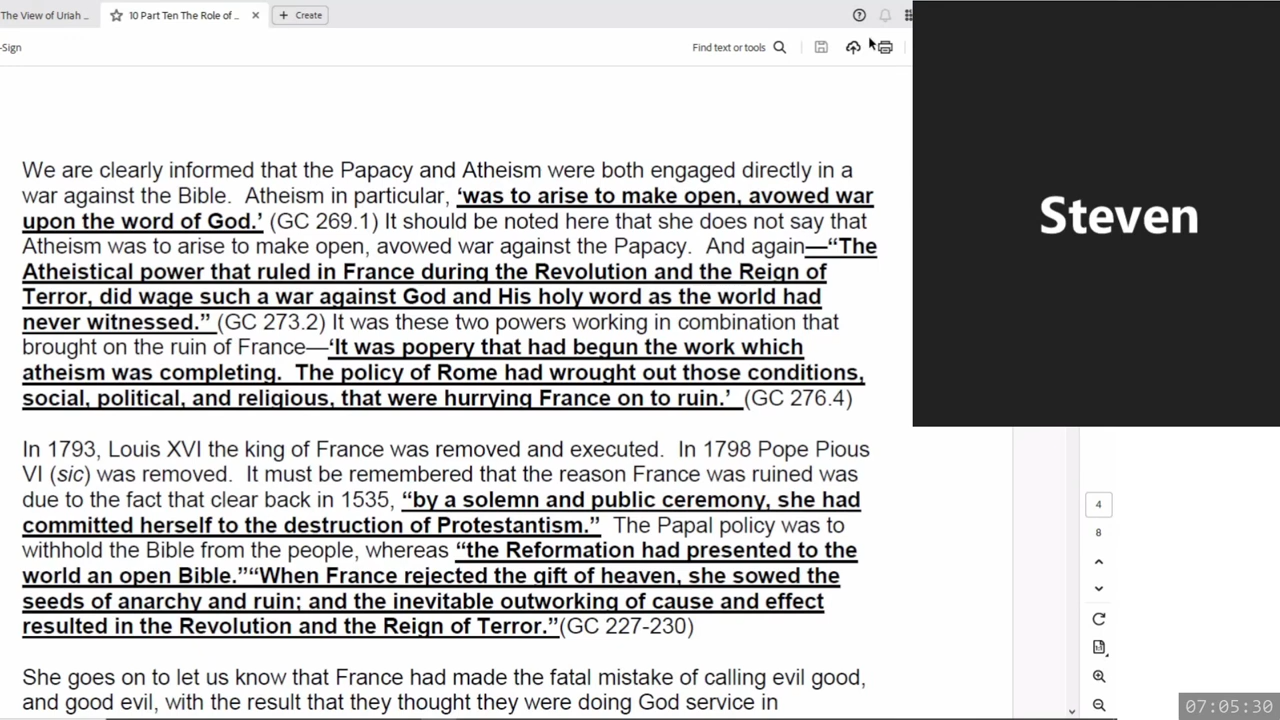 The View of Uriah ...
10 Part Ten The Role of ...
Create
-Sign
Find text or tools
Steven
We are clearly informed that the Papacy and Atheism were both engaged directly in a
war against the Bible.  Atheism in particular, ‘was to arise to make open, avowed war
upon the word of God.’ (GC 269.1) It should be noted here that she does not say that
Atheism was to arise to make open, avowed war against the Papacy.  And again—“The
Atheistical power that ruled in France during the Revolution and the Reign of
Terror, did wage such a war against God and His holy word as the world had
never witnessed.” (GC 273.2) It was these two powers working in combination that
brought on the ruin of France—‘It was popery that had begun the work which
atheism was completing.  The policy of Rome had wrought out those conditions,
social, political, and religious, that were hurrying France on to ruin.’ (GC 276.4)
In 1793, Louis XVI the king of France was removed and executed.  In 1798 Pope Pious
VI (sic) was removed.  It must be remembered that the reason France was ruined was
due to the fact that clear back in 1535, “by a solemn and public ceremony, she had
committed herself to the destruction of Protestantism.”  The Papal policy was to
withhold the Bible from the people, whereas “the Reformation had presented to the
world an open Bible.”“When France rejected the gift of heaven, she sowed the
seeds of anarchy and ruin; and the inevitable outworking of cause and effect
resulted in the Revolution and the Reign of Terror.”(GC 227-230)
She goes on to let us know that France had made the fatal mistake of calling evil good,
and good evil, with the result that they thought they were doing God service in
4
8
07:05:30